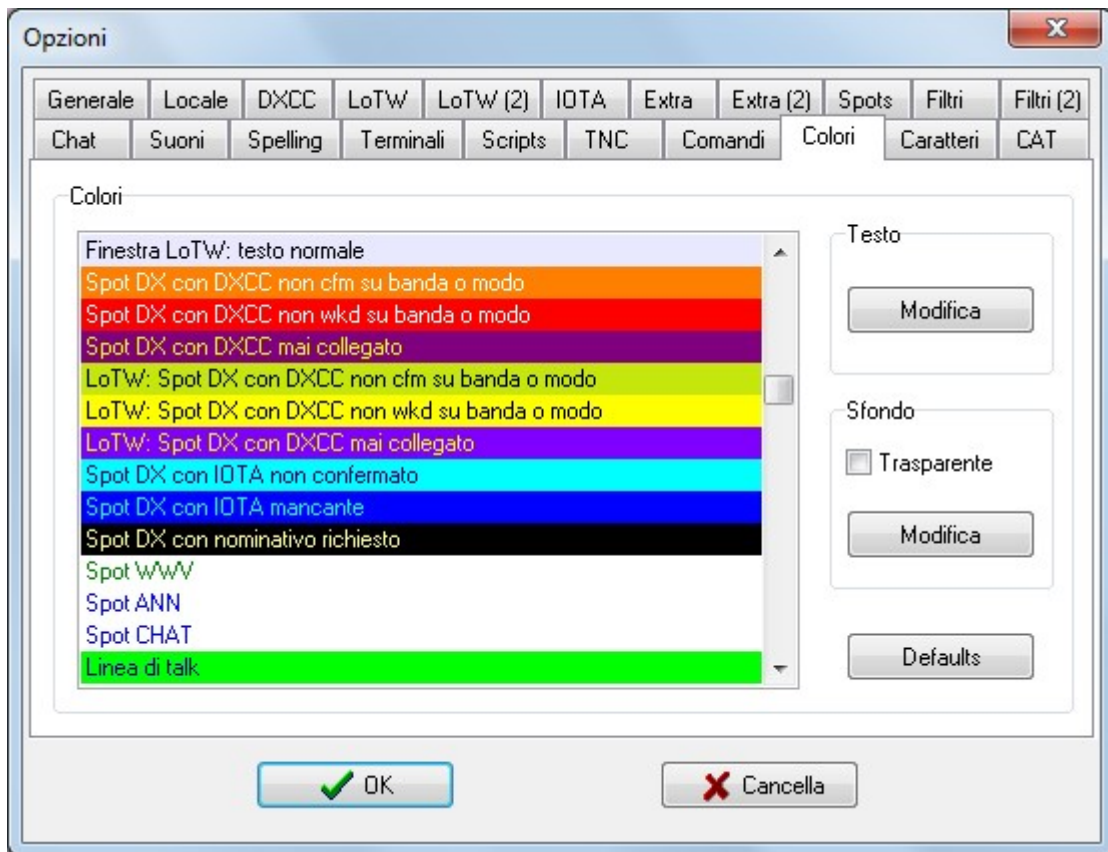 Opzioni
Generale Locale DXCC LoTW LoTW (2) IOTA Extra Extra (2) Spots Filtri Filtri (2)
Chat Suoni Spelling Terminali Scripts TNC Comandi Colori Caratteri CAT
Colori
Finestra LoTW: testo normale
Spot DX con DXCC non cfm su banda o modo
Spot DX con DXCC non wkd su banda o modo
Spot DX con DXCC mai collegato
LoTW: Spot DX con DXCC non cfm su banda o modo
LoTW: Spot DX con DXCC non wkd su banda o modo
LoTW: Spot DX con DXCC mai collegato
Spot DX con IOTA non confermato
Spot DX con IOTA mancante
Spot DX con nominativo richiesto
Spot WWV
Spot ANN
Spot CHAT
Linea di talk
Testo
Modifica
Sfondo
Trasparente
Modifica
Defaults
OK Cancella